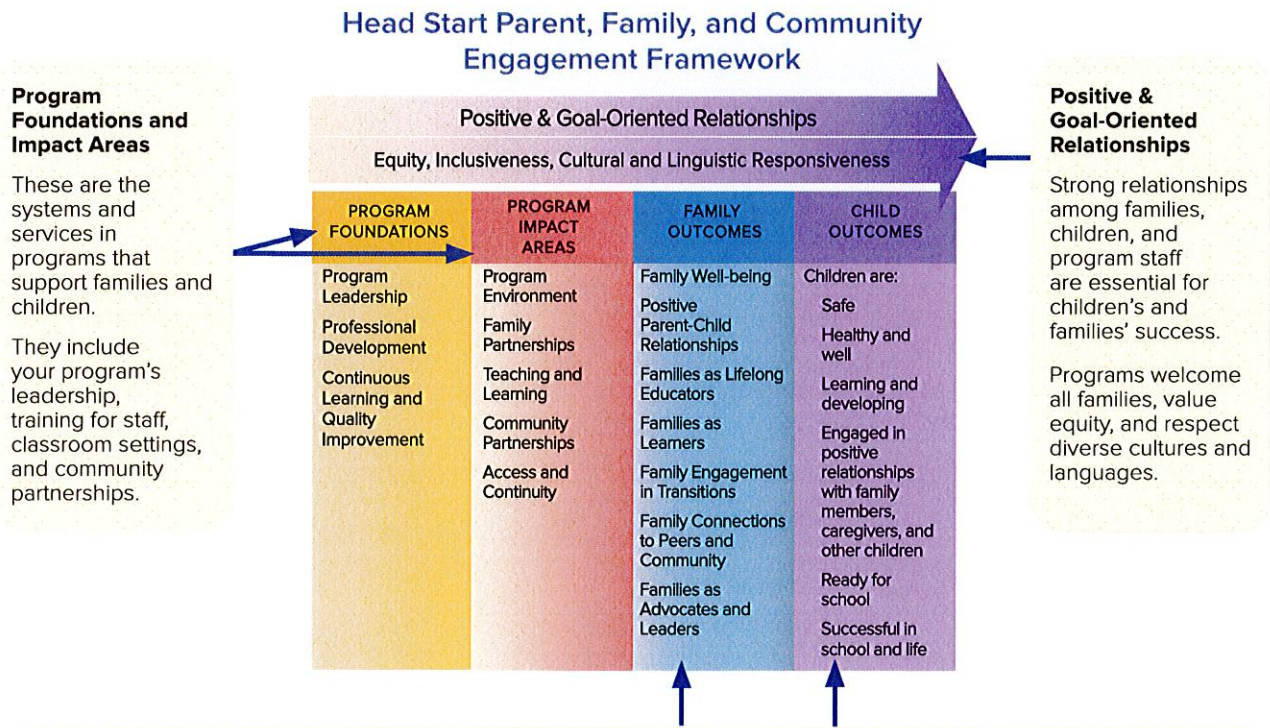 Head Start Parent, Family, and Community
Engagement Framework
Program
Foundations and
Impact Areas
These are the
systems and
services in
programs that
support families and
children.
They include
your program's
leadership,
training for staff,
classroom settings,
and community
partnerships.
Positive & Goal-Oriented Relationships
Equity, Inclusiveness, Cultural and Linguistic Responsiveness
PROGRAM
FOUNDATIONS
Program
Leadership
Professional
Development
Continuous
Learning and
Quality
Improvement
PROGRAM
IMPACT
AREAS
Program
Environment
Family
Partnerships
Teaching and
Learning
Community
Partnerships
Access and
Continuity
FAMILY
OUTCOMES
Family Well-being
Positive
Parent-Child
Relationships
Families as Lifelong
Educators
Families as
Learners
Family Engagement
in Transitions
Family Connections
to Peers and
Community
Families as
Advocates and
Leaders
CHILD
OUTCOMES
Children are:
Safe
Healthy and
well
Learning and
developing
Engaged in
positive
relationships
with family
members,
caregivers, and
other children
Ready for
school
Successful in
school and life
Positive &
Goal-Oriented
Relationships
Strong relationships
among families,
children, and
program staff
are essential for
children's and
families' success.
Programs welcome
all families, value
equity, and respect
diverse cultures and
languages.